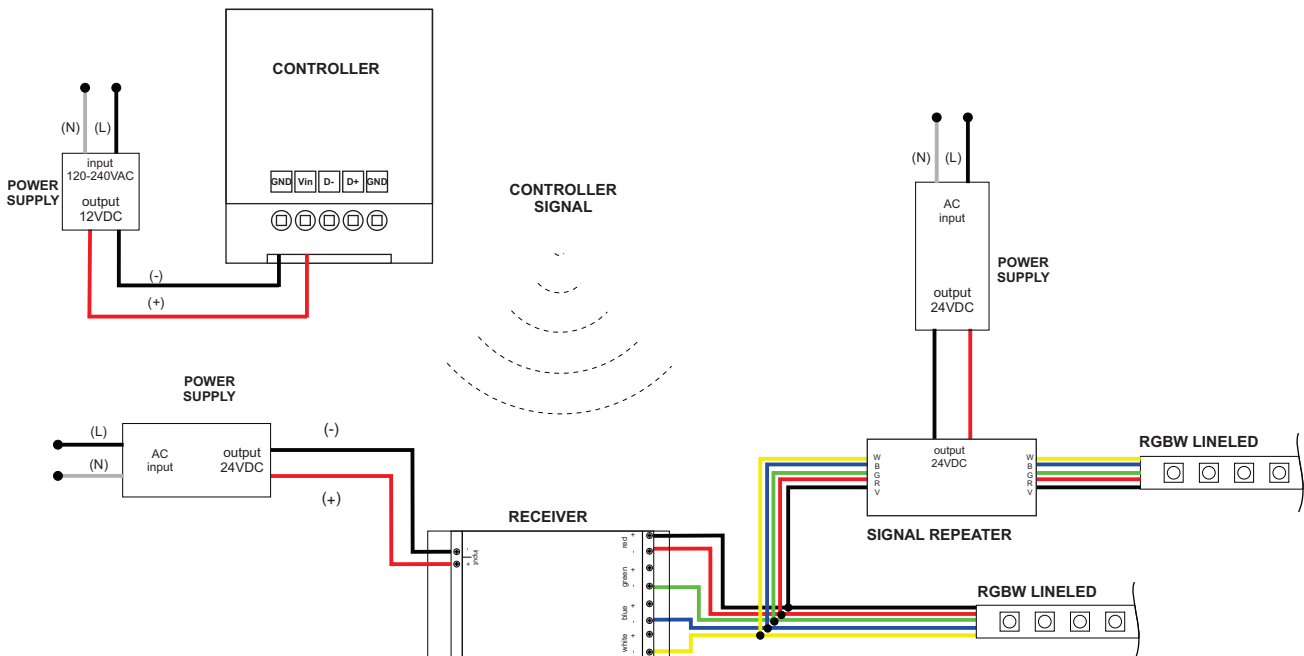 CONTROLLER
(N)
(L)
input
120-240VAC
output
12VDC
POWER
SUPPLY
GND Vin D- D+ GND
(-)
(+)
CONTROLLER
SIGNAL
(N)
(L)
AC
input
output
24VDC
POWER
SUPPLY
POWER
SUPPLY
(L)
(N)
AC
input
output
24VDC
(-)
(+)
RECEIVER
- +
input
red + -
green + -
blue + -
white + -
output
24VDC
W
B
G
R
V
W
B
G
R
V
SIGNAL REPEATER
RGBW LINELED
RGBW LINELED